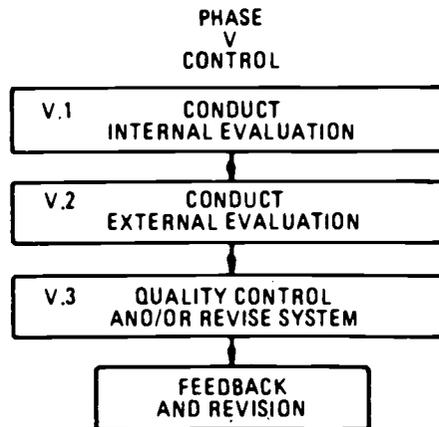 PHASE
V
CONTROL
V.1 CONDUCT
INTERNAL EVALUATION
V.2 CONDUCT
EXTERNAL EVALUATION
V.3 QUALITY CONTROL
AND/OR REVISE SYSTEM
FEEDBACK
AND REVISION